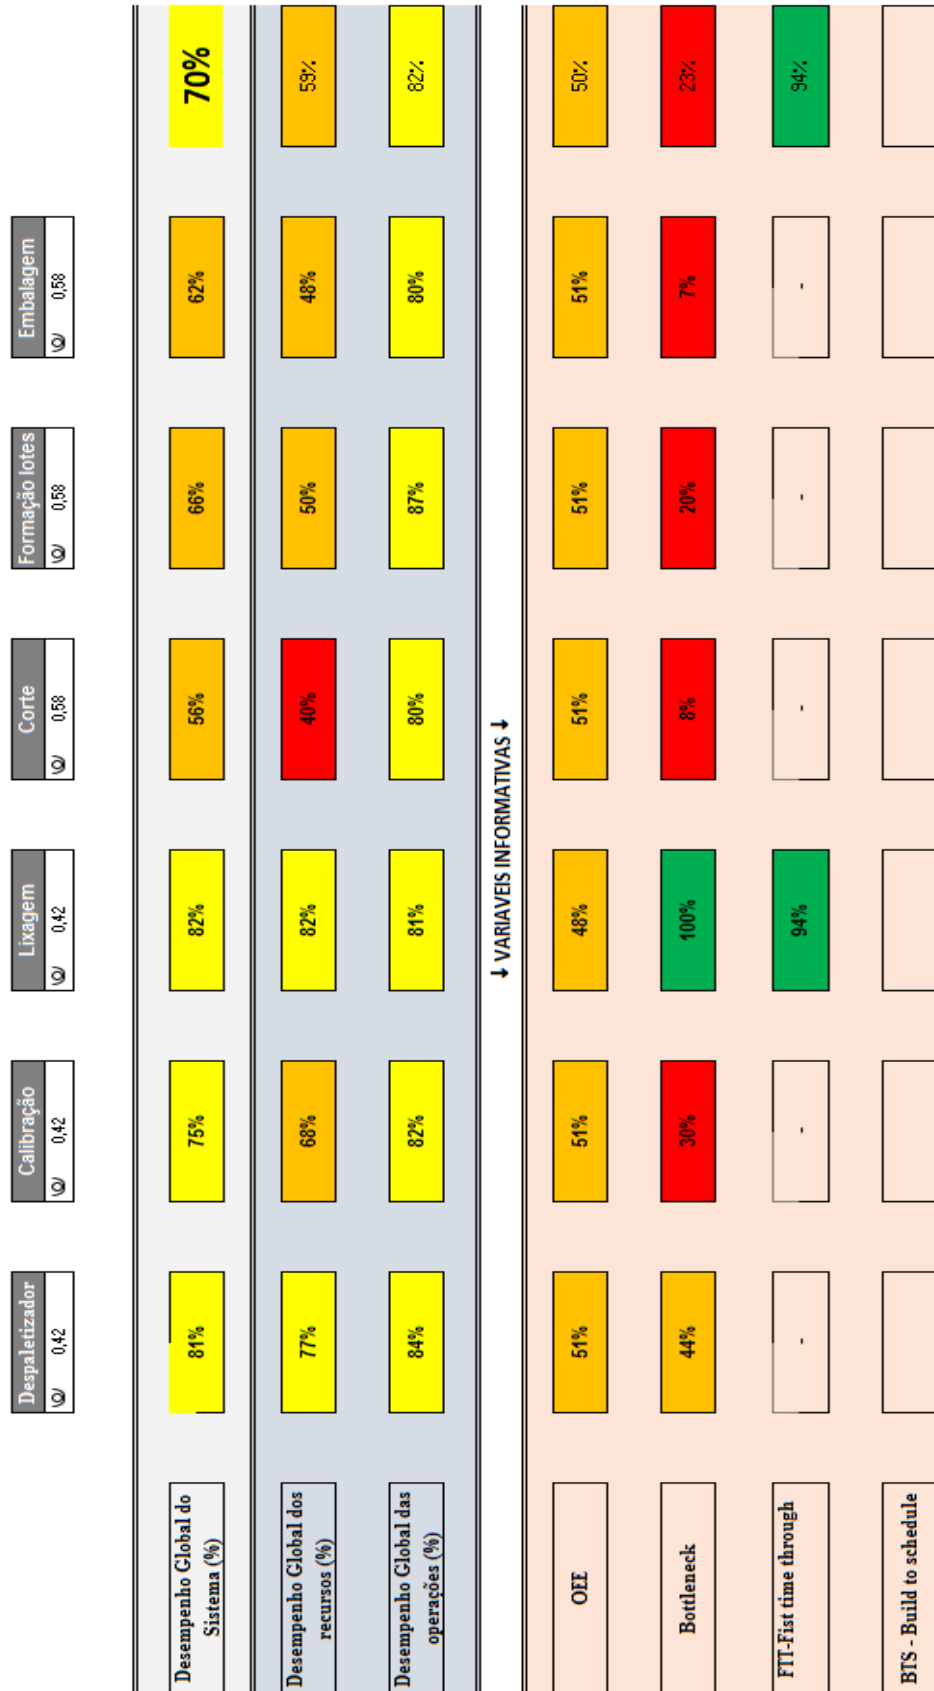 Despaletizador Calibração Lixagem Corte Formação lotes Embalagem
0,42 0,42 0,42 0,58 0,58 0,58
Desempenho Global do
Sistema (%)
81% 75% 82% 56% 66% 62% 70%
Desempenho Global dos
recursos (%)
77% 68% 82% 40% 50% 48% 59%
Desempenho Global das
operações (%)
84% 82% 81% 80% 87% 80% 82%
↓ VARIAVEIS INFORMATIVAS ↓
OEE 51% 51% 48% 51% 51% 51% 50%
Bottleneck 44% 30% 100% 8% 20% 7% 23%
FTT-Fist time through - - 94% - - - 94%
BTS - Build to schedule